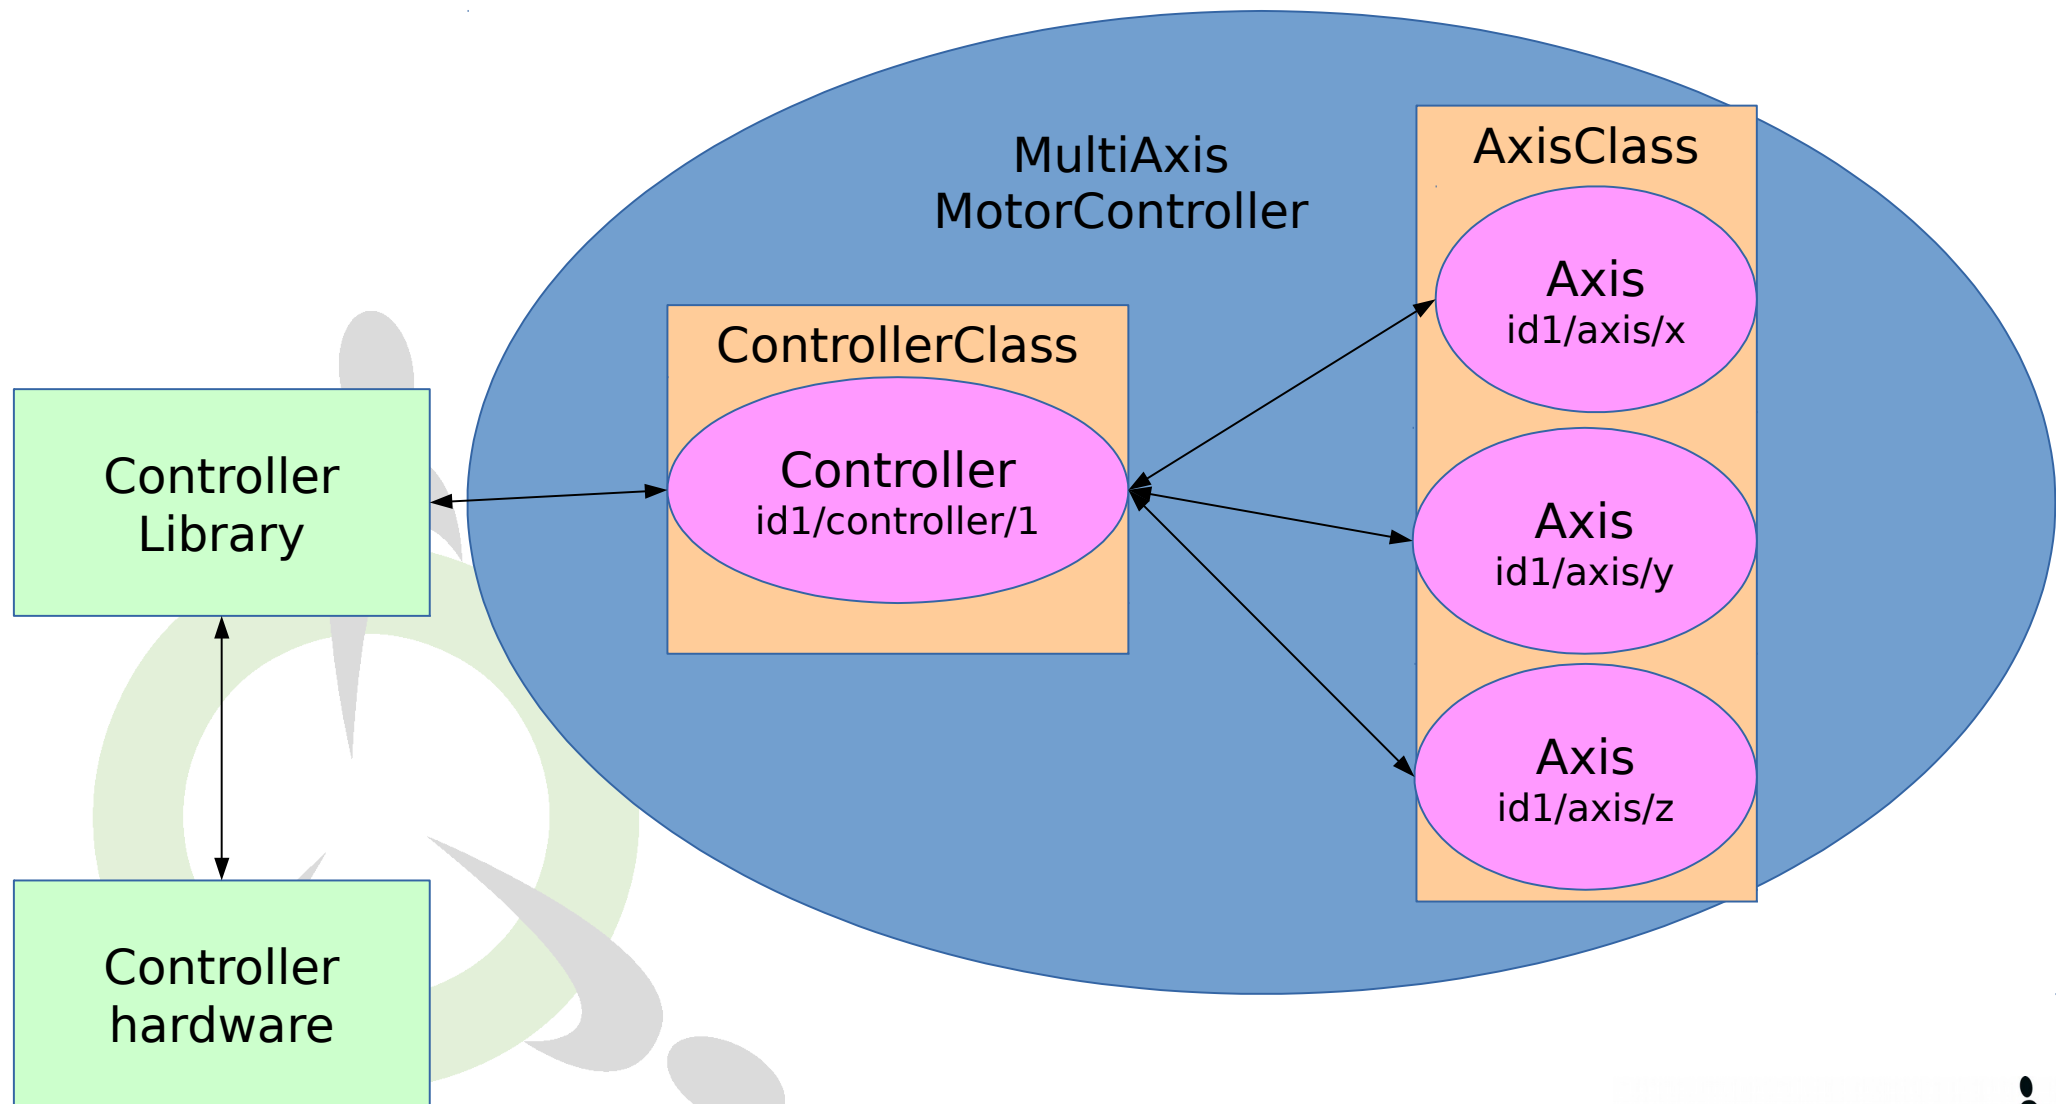 MultiAxis
MotorController
AxisClass
Axis
id1/axis/x
ControllerClass
Controller
id1/controller/1
Axis
id1/axis/y
Axis
id1/axis/z
Controller
Library
Controller
hardware